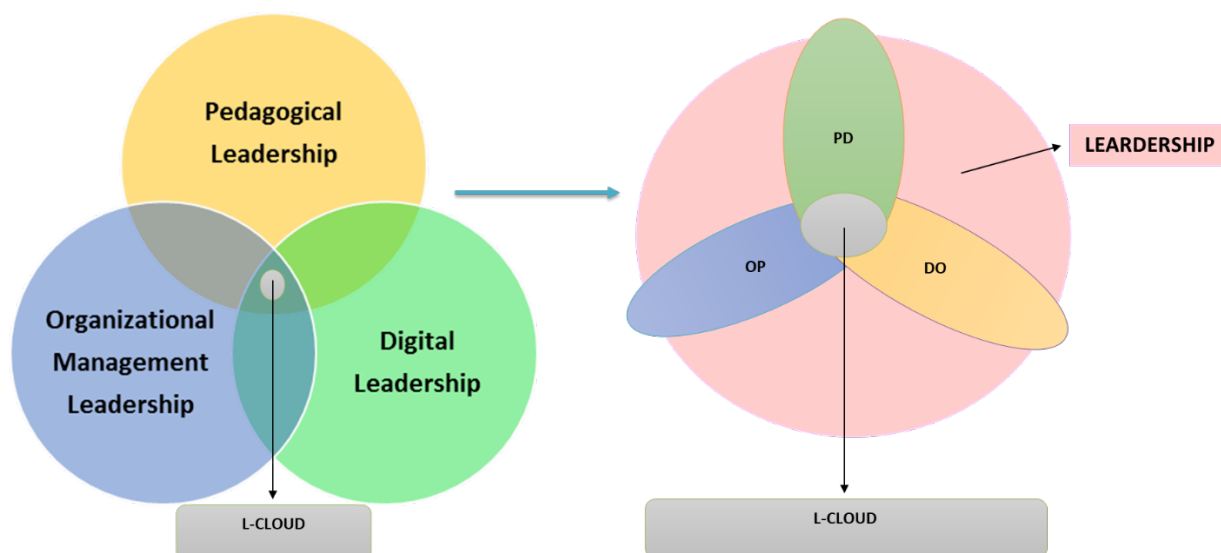 Pedagogical
Leadership
Organizational
Management
Leadership
Digital
Leadership
L-CLOUD
PD
OP
DO
LEARDERSHIP
L-CLOUD